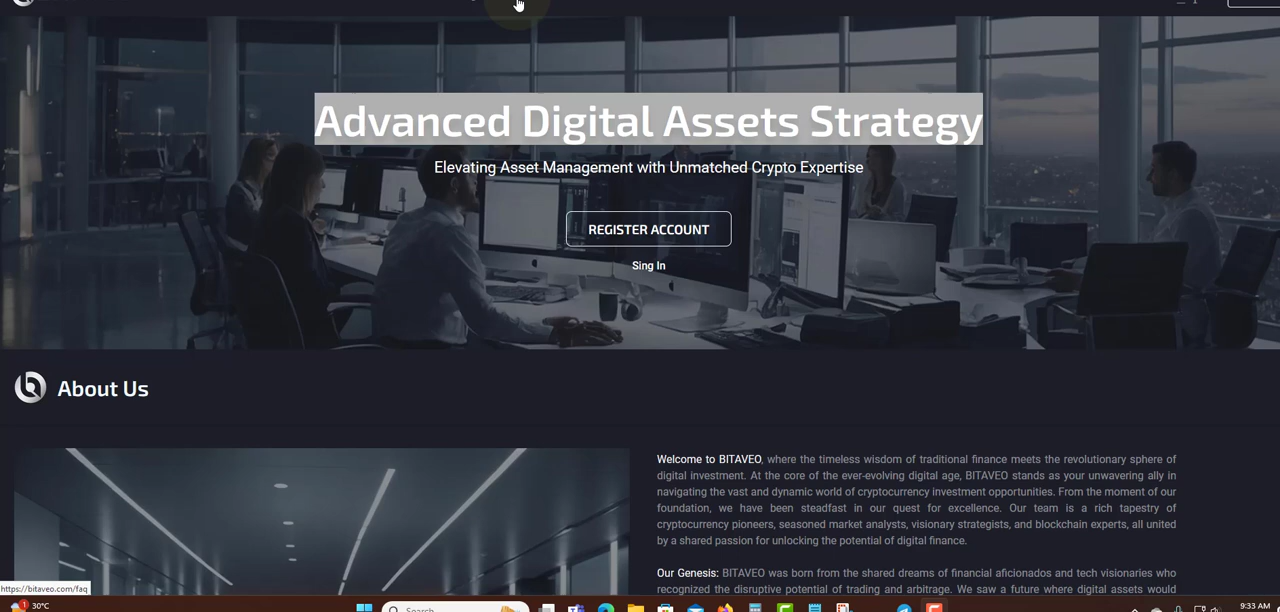 Advanced Digital Assets Strategy
Elevating Asset Management with Unmatched Crypto Expertise
REGISTER ACCOUNT
Sing In
About Us
Welcome to BITAVEO, where the timeless wisdom of traditional finance meets the revolutionary sphere of
digital investment. At the core of the ever-evolving digital age, BITAVEO stands as your unwavering ally in
navigating the vast and dynamic world of cryptocurrency investment opportunities. From the moment of our
foundation, we have been steadfast in our quest for excellence. Our team is a rich tapestry of
cryptocurrency pioneers, seasoned market analysts, visionary strategists, and blockchain experts, all united
by a shared passion for unlocking the potential of digital finance.
Our Genesis: BITAVEO was born from the shared dreams of financial aficionados and tech visionaries who
recognized the disruptive potential of trading and arbitrage. We saw a future where digital assets would
https://bitaveo.com/faq
1
30°C
Search
9:33 AM